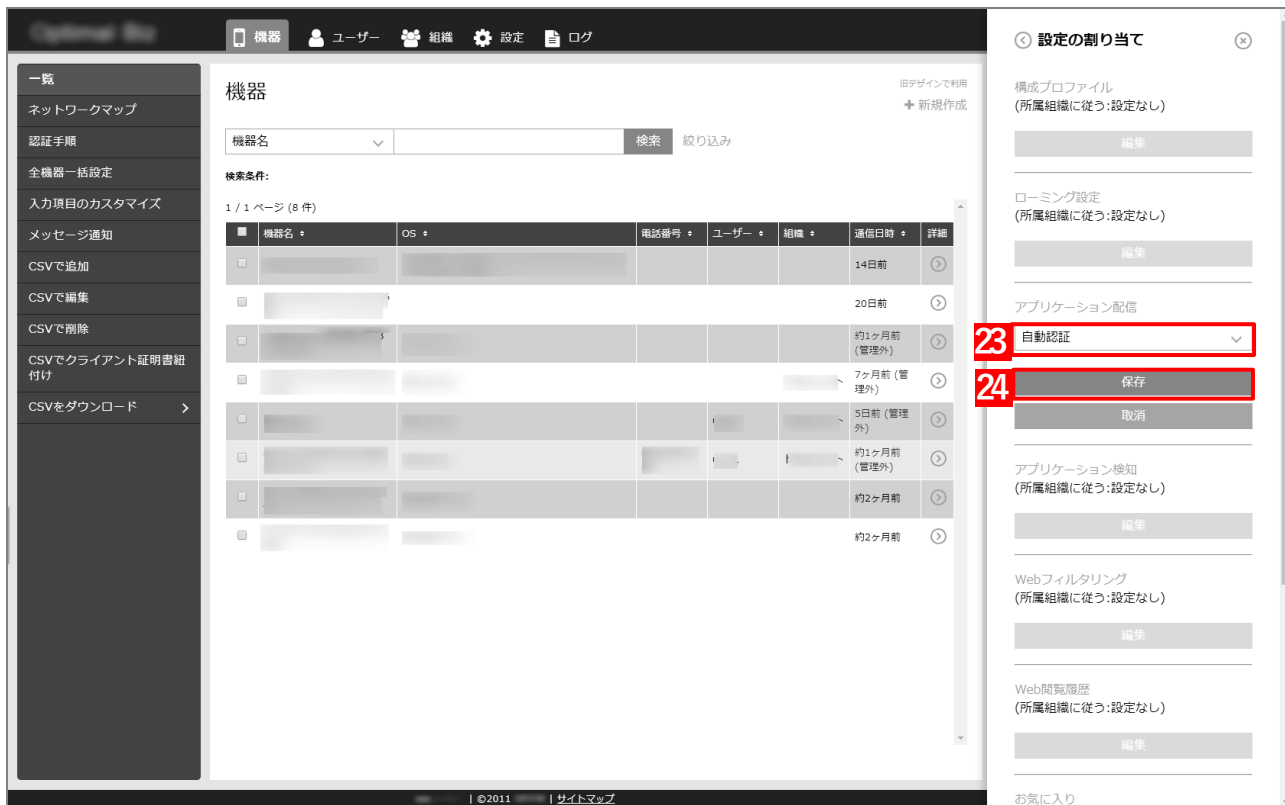 機器
ユーザー
組織
設定
ログ
一覧
ネットワークマップ
認証手順
全機器一括設定
入力項目のカスタマイズ
メッセージ通知
CSVで追加
CSVで編集
CSVで削除
CSVでクライアント証明書紐
付け
CSVをダウンロード
機器
旧デザインで利用
新規作成
機器名
検索
絞り込み
検索条件:
1 / 1 ページ (8 件)
機器名
OS
電話番号
ユーザー
組織
通信日時
詳細
14日前
20日前
約1ヶ月前
(管理外)
7ヶ月前 (管
理外)
5日前 (管理
外)
約1ヶ月前
(管理外)
約2ヶ月前
約2ヶ月前
| ©2011
| サイトマップ
設定の割り当て
構成プロファイル
(所属組織に従う:設定なし)
編集
ローミング設定
(所属組織に従う:設定なし)
編集
アプリケーション配信
23
自動認証
24
保存
取消
アプリケーション検知
(所属組織に従う:設定なし)
編集
Webフィルタリング
(所属組織に従う:設定なし)
編集
Web閲覧履歴
(所属組織に従う:設定なし)
編集
お気に入り